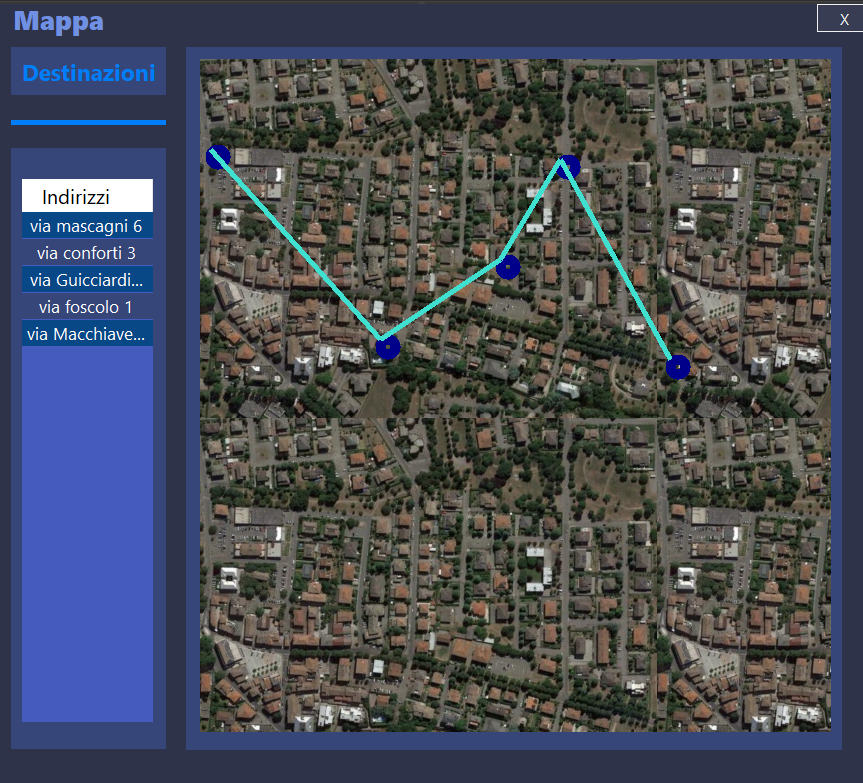 Mappa
X
Destinazioni
Indirizzi
via mascagni 6
via conforti 3
via Guicciardi...
via foscolo 1
via Macchiave...